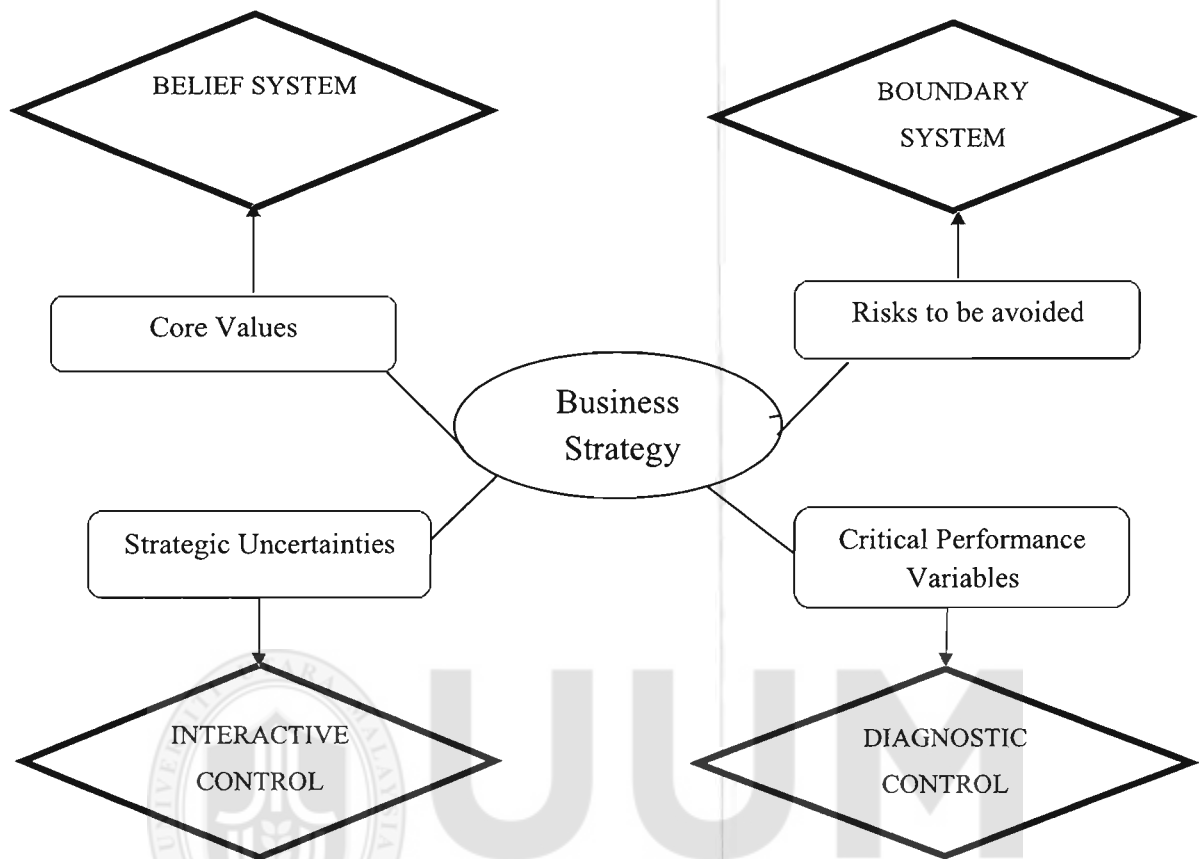 BELIEF SYSTEM
BOUNDARY
SYSTEM
Core Values
Risks to be avoided
Business
Strategy
Strategic Uncertainties
Critical Performance
Variables
INTERACTIVE
CONTROL
DIAGNOSTIC
CONTROL
UUM